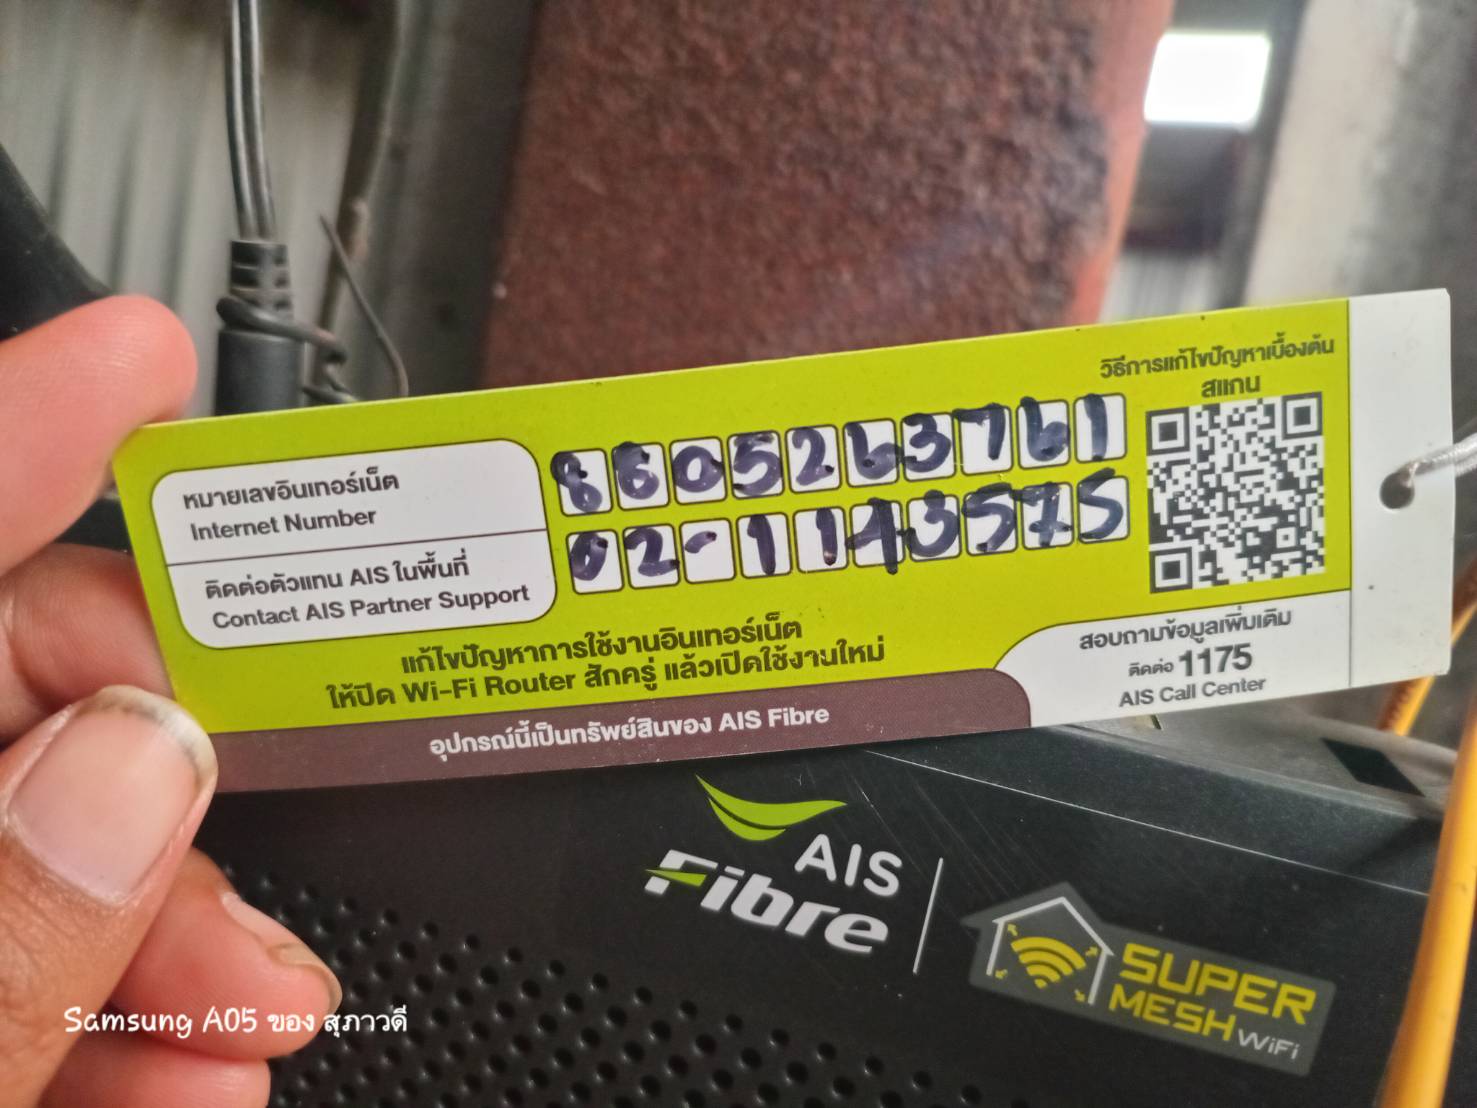 วิธีการแก้ไขปัญหาเบื้องต้น
สแกน
หมายเลขอินเทอร์เน็ต
Internet Number
8805263761
ติดต่อตัวแทน AIS ในพื้นที่
Contact AIS Partner Support
02-1143575
แก้ไขปัญหาการใช้งานอินเทอร์เน็ต
ให้ปิด Wi-Fi Router สักครู่ แล้วเปิดใช้งานใหม่
สอบถามข้อมูลเพิ่มเติม
ติดต่อ 1175
AIS Call Center
อุปกรณ์นี้เป็นทรัพย์สินของ AIS Fibre
AIS
Fibre
SUPER
MESH WiFi
Samsung A05 ของ สุภาวดี